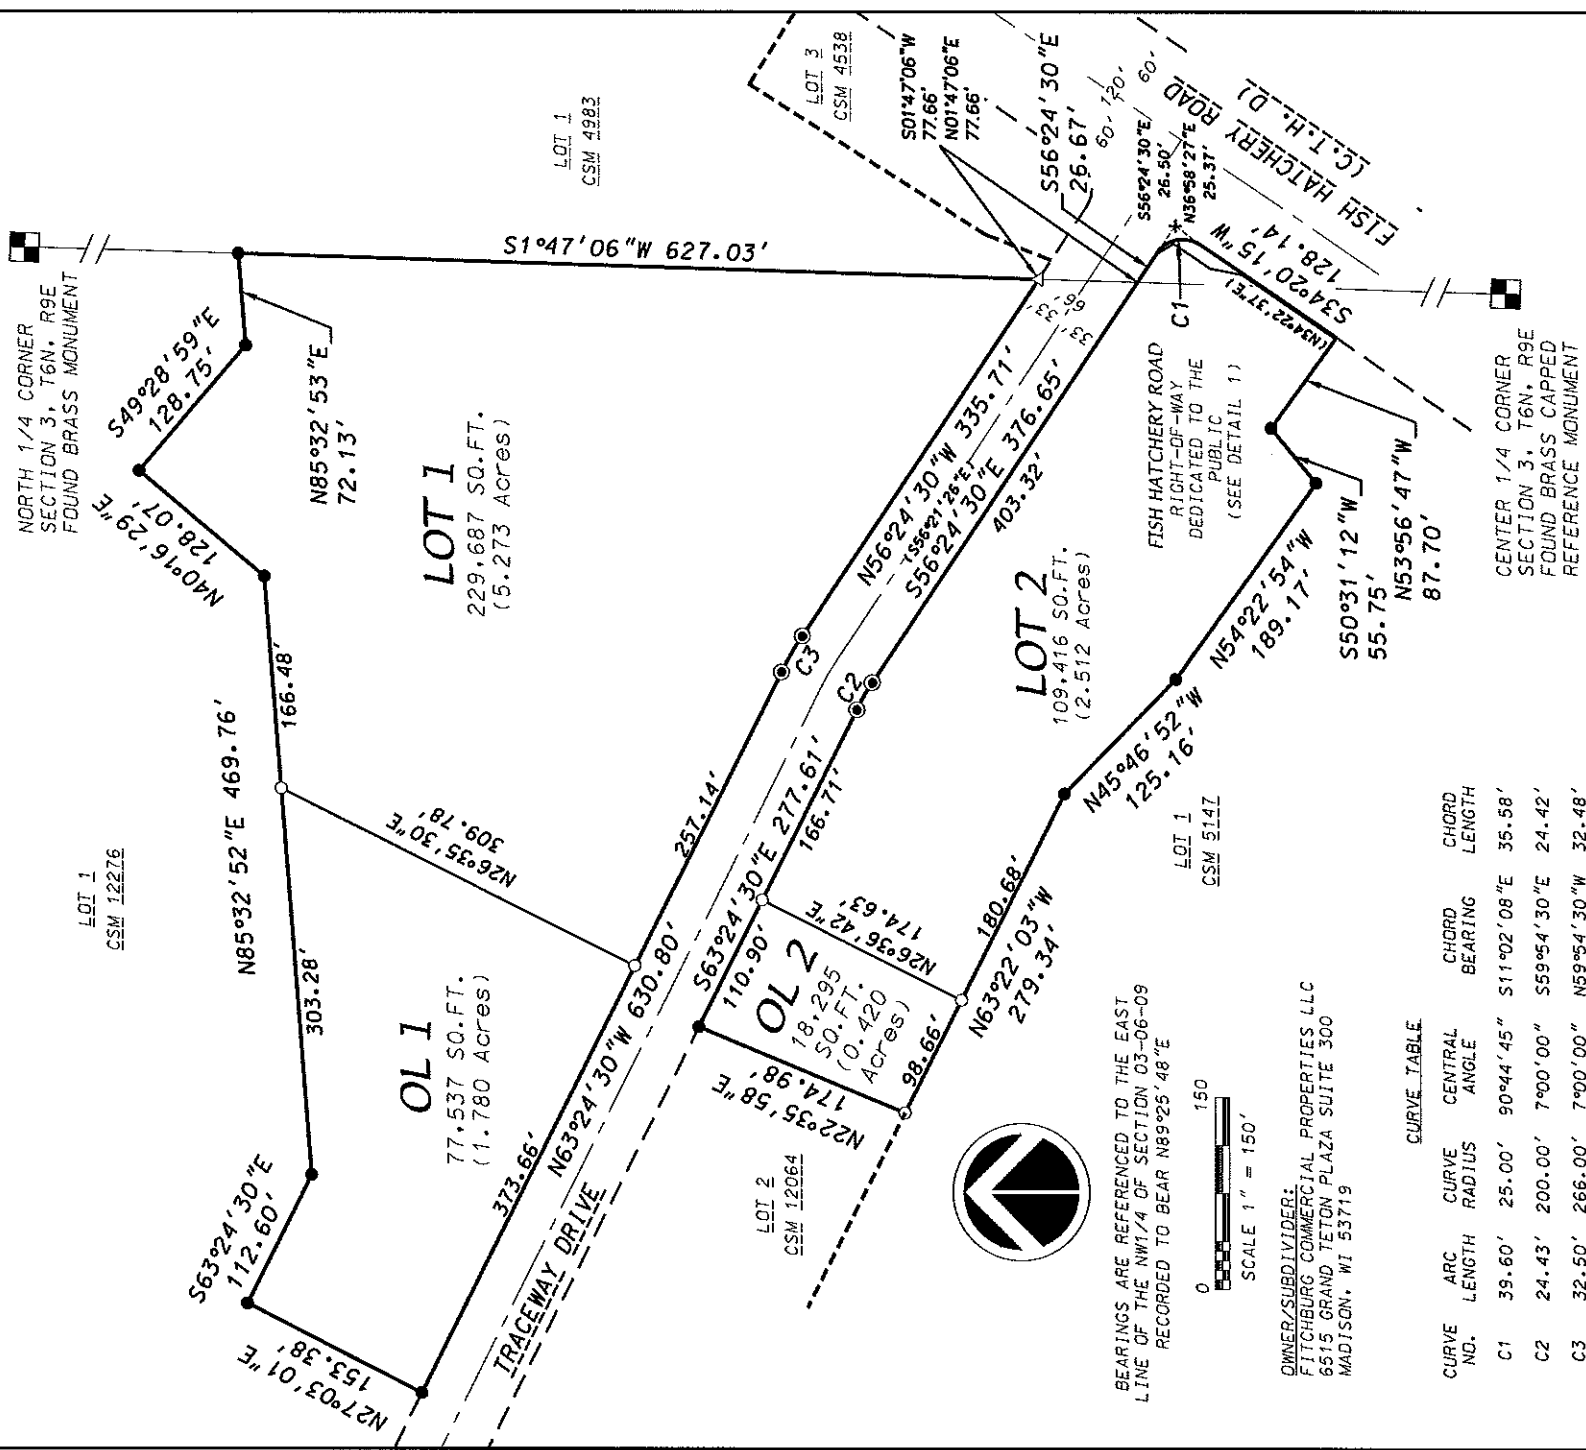 NORTH 1/4 CORNER
SECTION 3, T6N, R9E
FOUND BRASS MONUMENT
S49°28'59"E
128.75'
N85°32'53"E
72.13'
N40°16'29"E
128.07'
S1°47'06"W 627.03'
LOT 1
CSM 4983
LOT 3
CSM 4538
S01°47'06"W
77.66'
N01°47'06"E
77.66'
S56°24'30"E
26.67'
60'
120'
60'
S56°24'30"E
26.50'
N36°58'27"E
25.37'
FISH HATCHERY ROAD
(C.T.H. D)
S34°20'15"W
128.14'
(N34°22'37"E)
C1
66'
33'
33'
LOT 1
229,687 SQ.FT.
(5.273 Acres)
166.48'
N85°32'52"E 469.76'
303.28'
LOT 1
CSM 12276
N26°35'30"E
309.78'
N56°24'30"W 335.71'
(S56°21'26"E)
S56°24'30"E 376.65'
403.32'
C3
C2
257.14'
S63°24'30"E 277.61'
166.71'
110.90'
FISH HATCHERY ROAD
RIGHT-OF-WAY
DEDICATED TO THE
PUBLIC
(SEE DETAIL 1)
LOT 2
109,416 SQ.FT.
(2.512 Acres)
N54°22'54"W
189.17'
S50°31'12"W
55.75'
N53°56'47"W
87.70'
CENTER 1/4 CORNER
SECTION 3, T6N, R9E
FOUND BRASS CAPPED
REFERENCE MONUMENT
N45°46'52"W
125.16'
LOT 1
CSM 5147
180.68'
N63°22'03"W
279.34'
98.66'
N26°36'42"E
174.63'
OL 2
18,295
SQ.FT.
(0.420
Acres)
N22°35'58"E
174.98'
LOT 2
CSM 12064
OL 1
77,537 SQ.FT.
(1.780 Acres)
N63°24'30"W 630.80'
373.66'
TRACEWAY DRIVE
S63°24'30"E
112.60'
N27°03'01"E
153.38'
BEARINGS ARE REFERENCED TO THE EAST
LINE OF THE NW1/4 OF SECTION 03-06-09
RECORDED TO BEAR N89°25'48"E
0 150
SCALE 1" = 150'
OWNER/SUBDIVIDER:
FITCHBURG COMMERCIAL PROPERTIES LLC
6515 GRAND TETON PLAZA SUITE 300
MADISON, WI 53719
CURVE TABLE
CURVE NO. ARC LENGTH CURVE RADIUS CENTRAL ANGLE CHORD BEARING CHORD LENGTH
C1 39.60' 25.00' 90°44'45" S11°02'08"E 35.58'
C2 24.43' 200.00' 7°00'00" S59°54'30"E 24.42'
C3 32.50' 266.00' 7°00'00" N59°54'30"W 32.48'